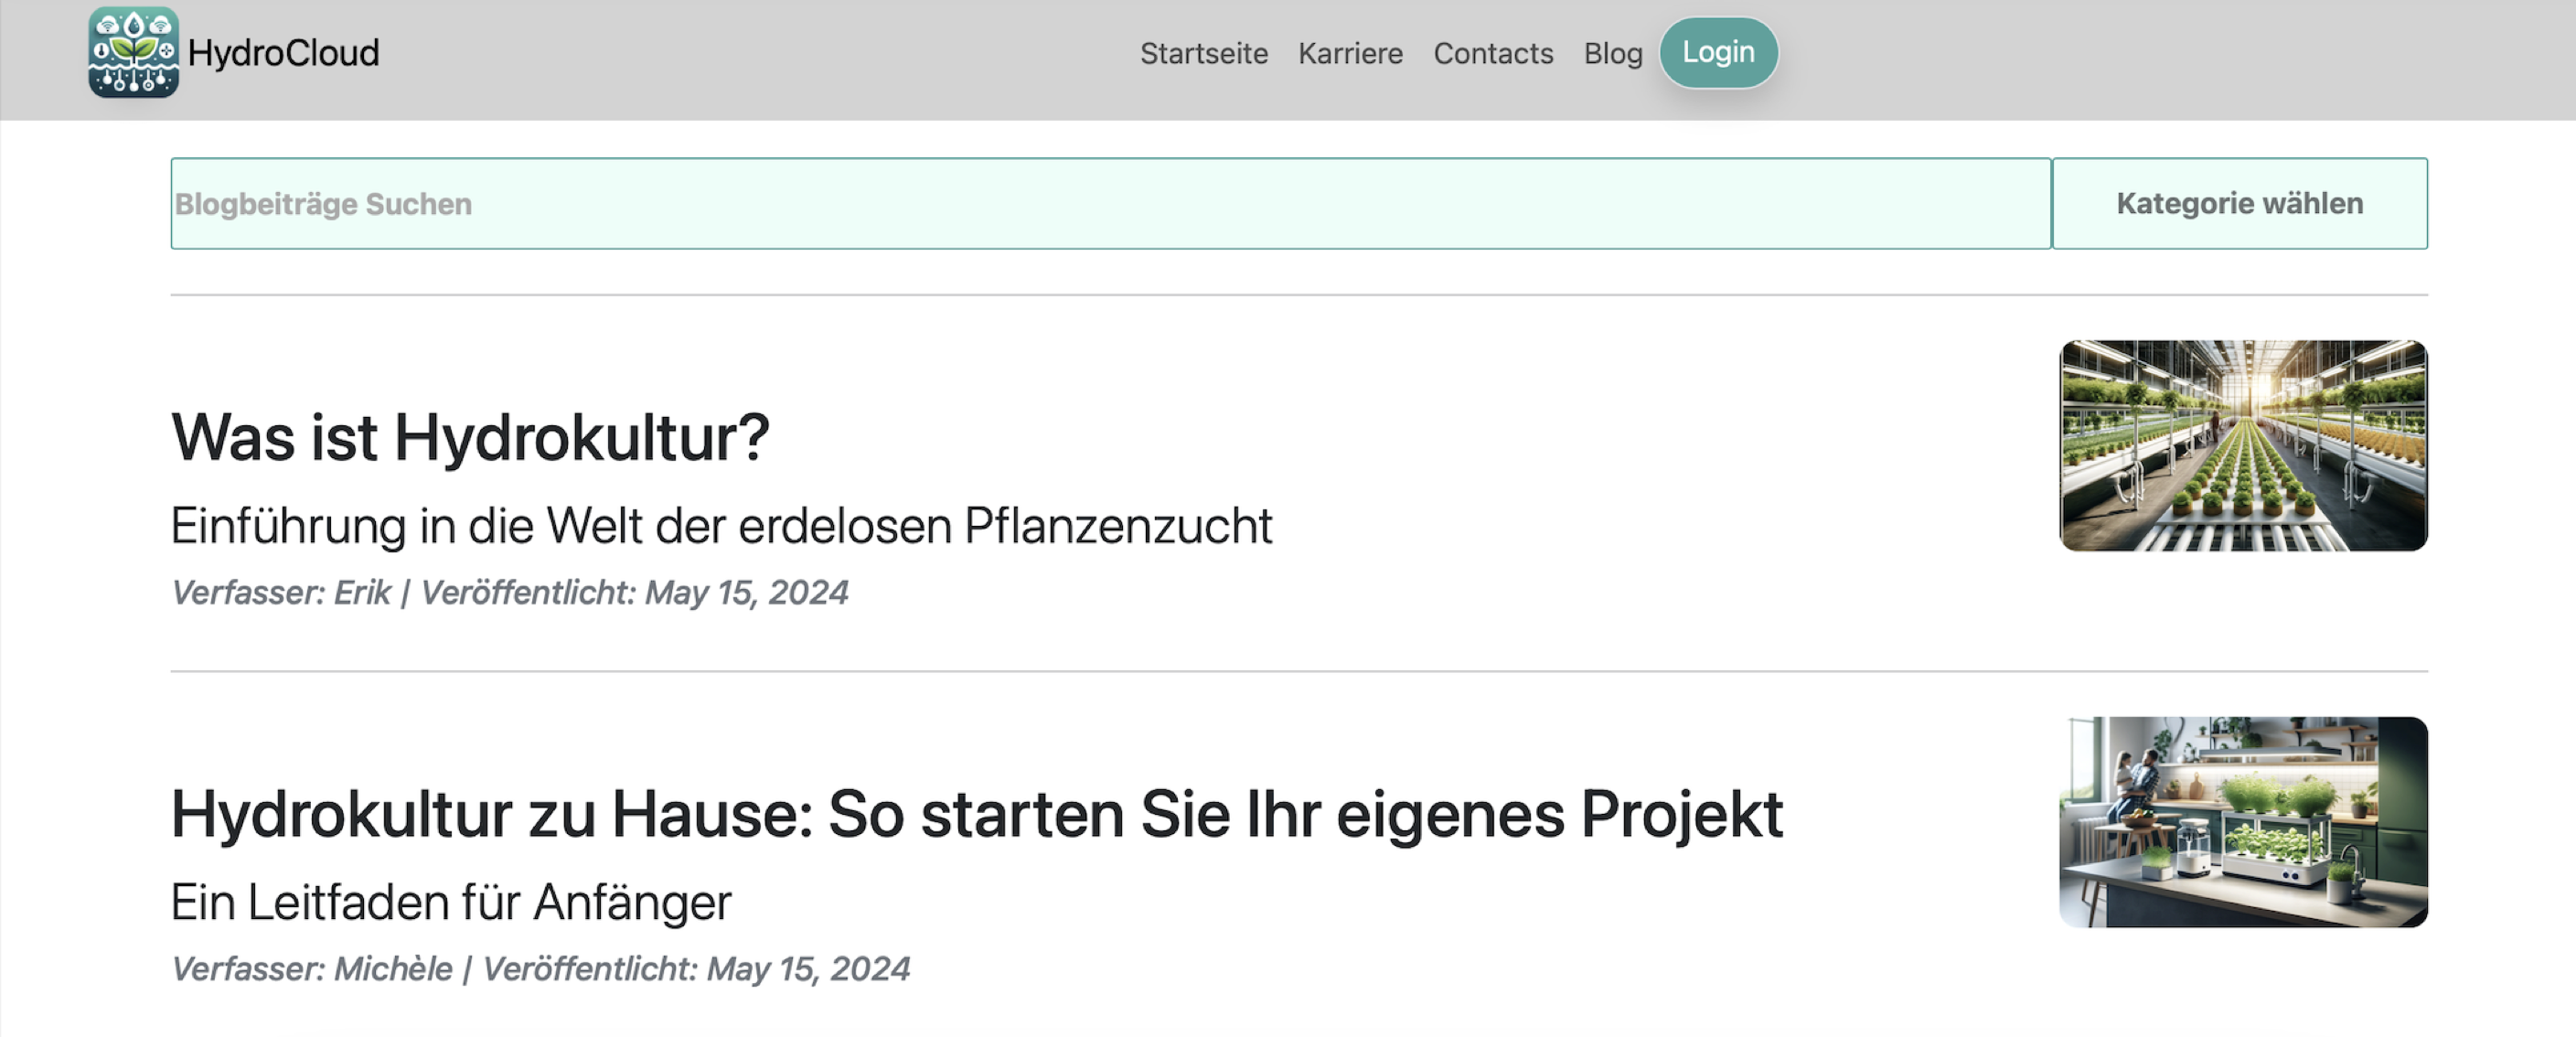 HydroCloud
Startseite Karriere Contacts Blog Login
Blogbeiträge Suchen
Kategorie wählen
Was ist Hydrokultur?
Einführung in die Welt der erdelosen Pflanzenzucht
Verfasser: Erik | Veröffentlicht: May 15, 2024
Hydrokultur zu Hause: So starten Sie Ihr eigenes Projekt
Ein Leitfaden für Anfänger
Verfasser: Michèle | Veröffentlicht: May 15, 2024